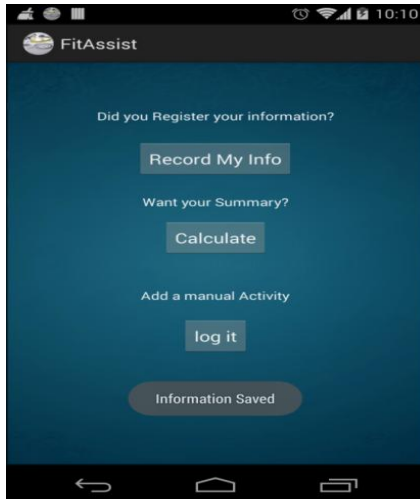 10:10
FitAssist
Did you Register your information?
Record My Info
Want your Summary?
Calculate
Add a manual Activity
log it
Information Saved